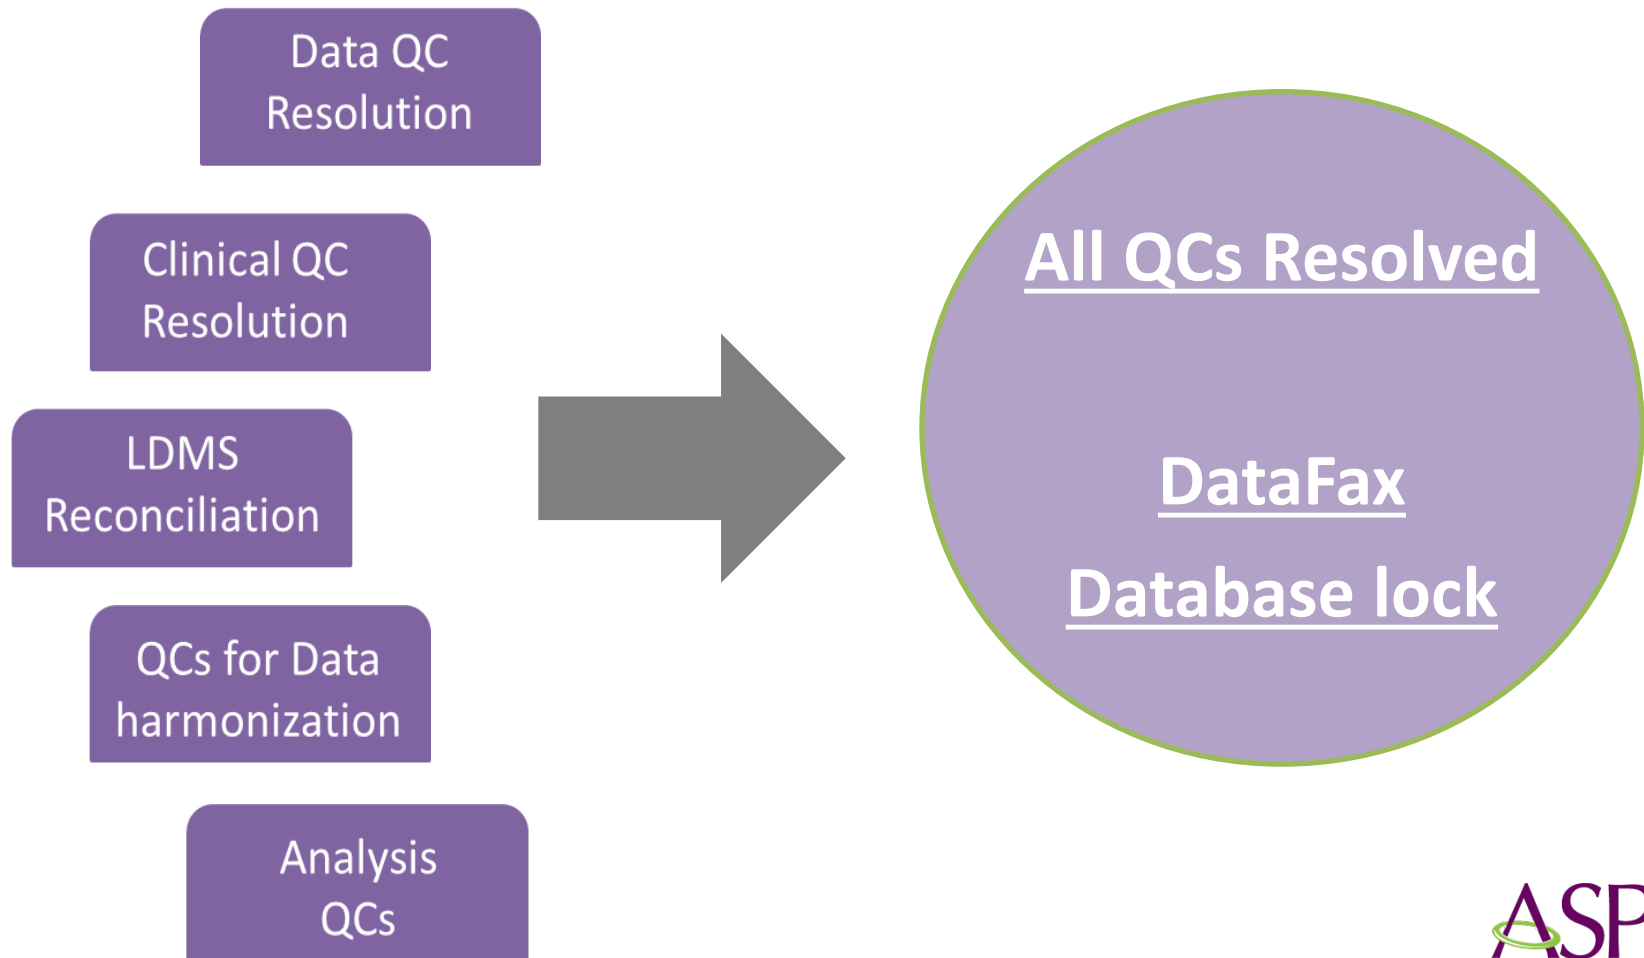 Data QC
Resolution
Clinical QC
Resolution
LDMS
Reconciliation
QCs for Data
harmonization
Analysis
QCs
All QCs Resolved
DataFax
Database lock
ASP